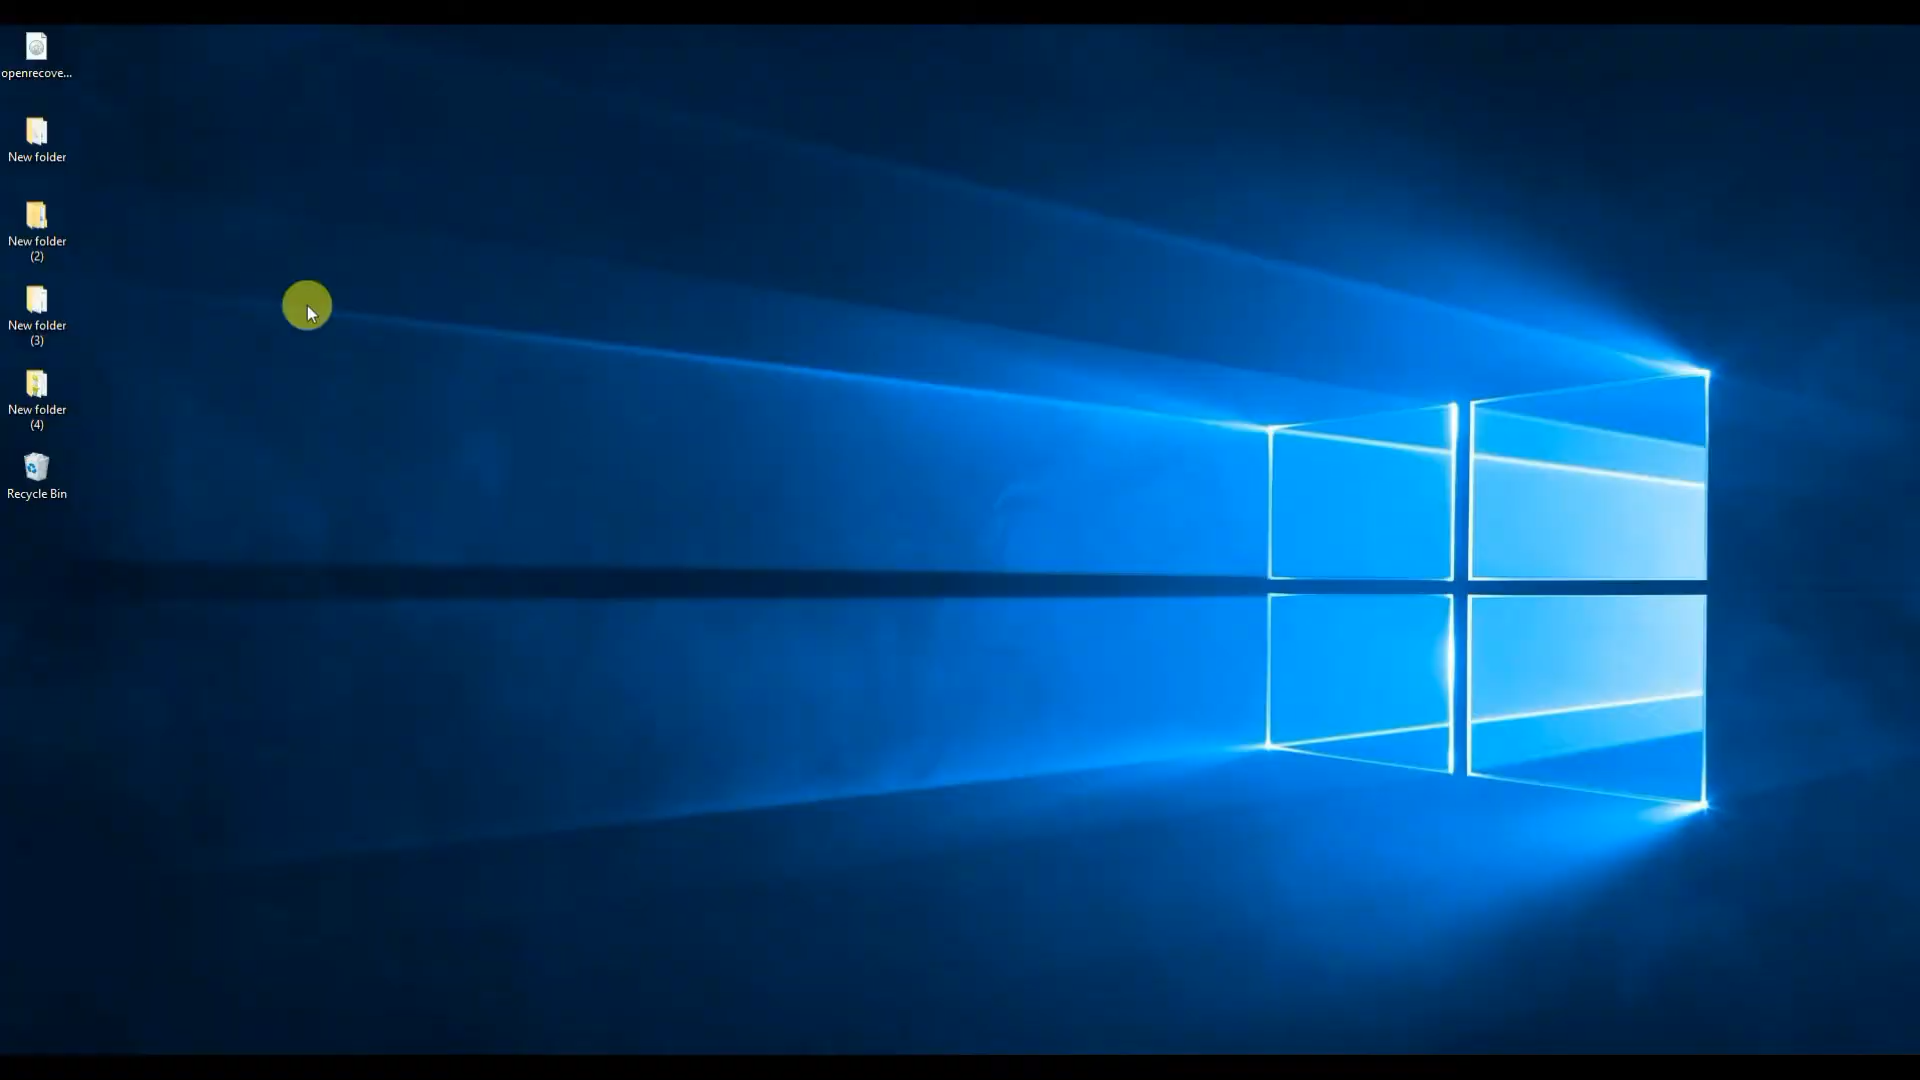 openrecove...
New folder
New folder
(2)
New folder
(3)
New folder
(4)
Recycle Bin